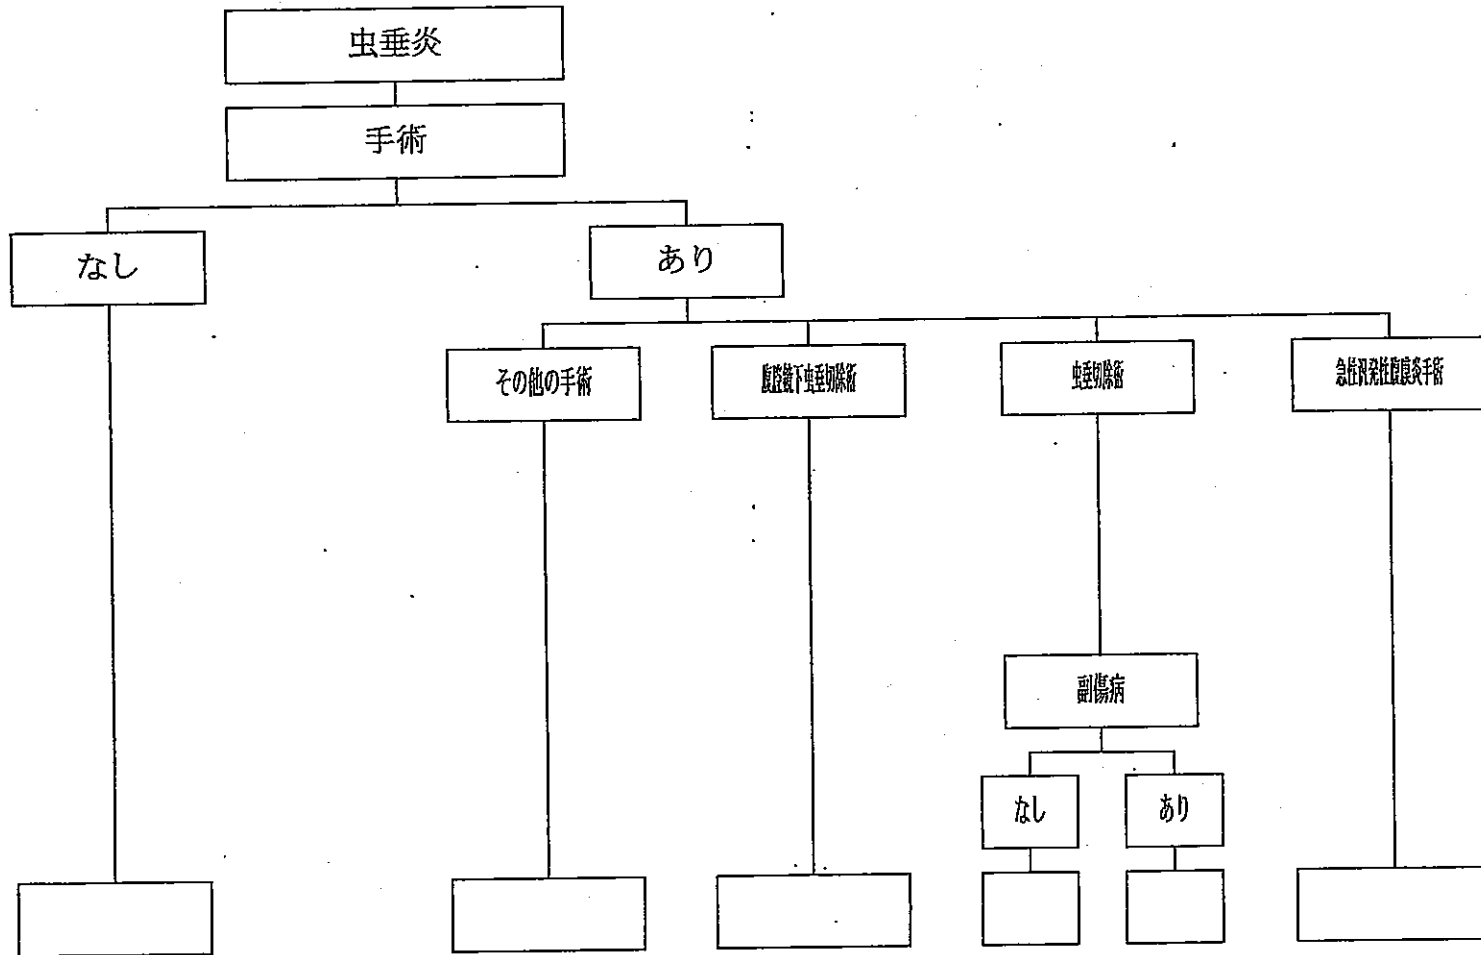 虫垂炎
手術
なし
あり
その他の手術
腹腔鏡下虫垂切除術
虫垂切除術
急性汎発性腹膜炎手術
副傷病
なし
あり